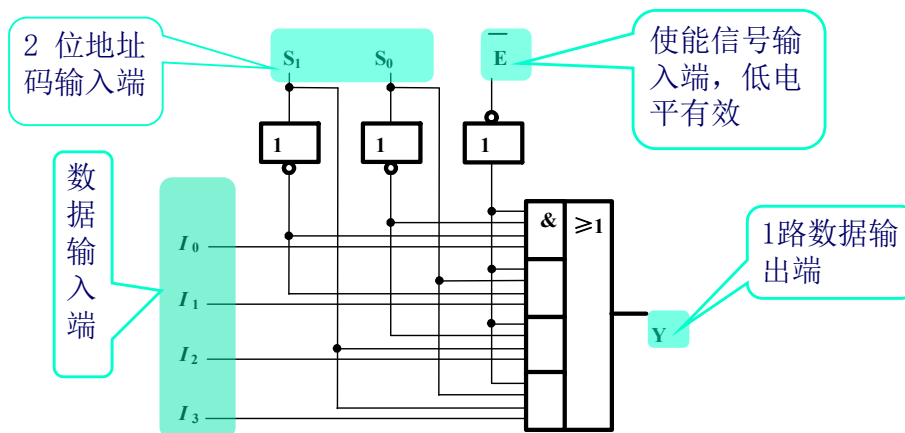 2 位地址
码输入端
S1 S0
E̅
使能信号输
入端，低电
平有效
1 1 1
数
据
输
入
端
& ≥1
I0
I1
I2
I3
1路数据输
出端
Y